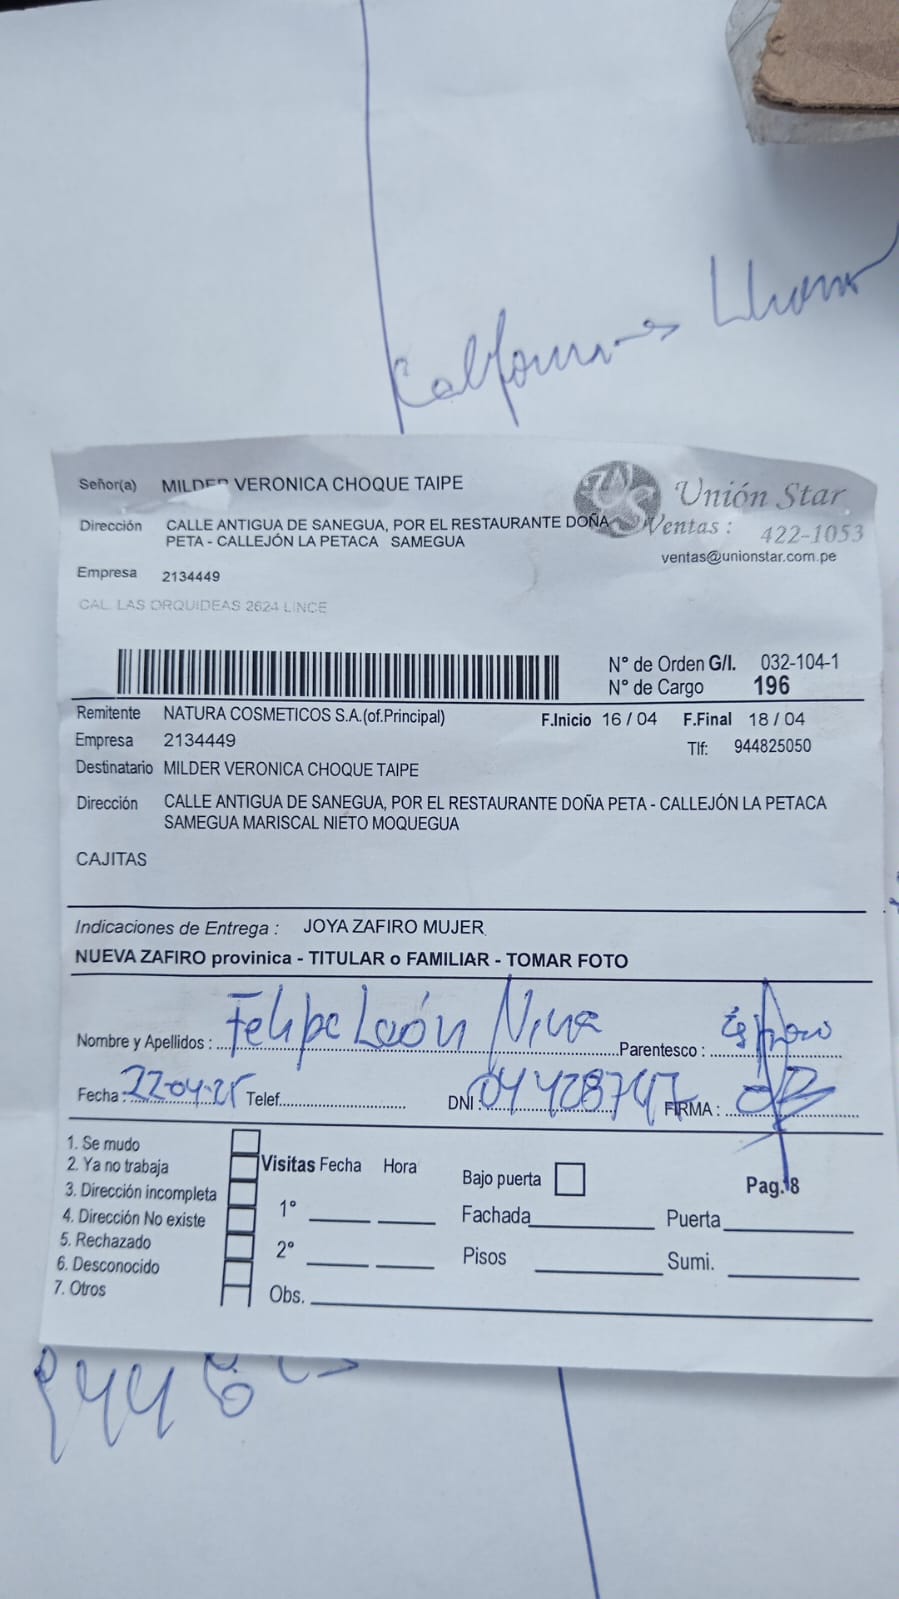 Señor(a) MILDER VERONICA CHOQUE TAIPE
Unión Star
Dirección CALLE ANTIGUA DE SANEGUA, POR EL RESTAURANTE DOÑA
PETA - CALLEJÓN LA PETACA SAMEGUA
Ventas : 422-1053
ventas@unionstar.com.pe
Empresa 2134449
CAL. LAS ORQUIDEAS 2624 LINCE
N° de Orden G/I. 032-104-1
N° de Cargo 196
Remitente NATURA COSMETICOS S.A.(of.Principal) F.Inicio 16 / 04 F.Final 18 / 04
Empresa 2134449 Tlf: 944825050
Destinatario MILDER VERONICA CHOQUE TAIPE
Dirección CALLE ANTIGUA DE SANEGUA, POR EL RESTAURANTE DOÑA PETA - CALLEJÓN LA PETACA
SAMEGUA MARISCAL NIETO MOQUEGUA
CAJITAS
Indicaciones de Entrega : JOYA ZAFIRO MUJER
NUEVA ZAFIRO provinica - TITULAR o FAMILIAR - TOMAR FOTO
Nombre y Apellidos : Felipe León Nina Parentesco : Esposo
Fecha : 22-04-25 Telef. DNI : 04428747 FIRMA :
1. Se mudo
2. Ya no trabaja
3. Dirección incompleta
4. Dirección No existe
5. Rechazado
6. Desconocido
7. Otros
Visitas Fecha Hora
1°
2°
Obs.
Bajo puerta
Fachada Puerta
Pisos Sumi.
Pag. 8